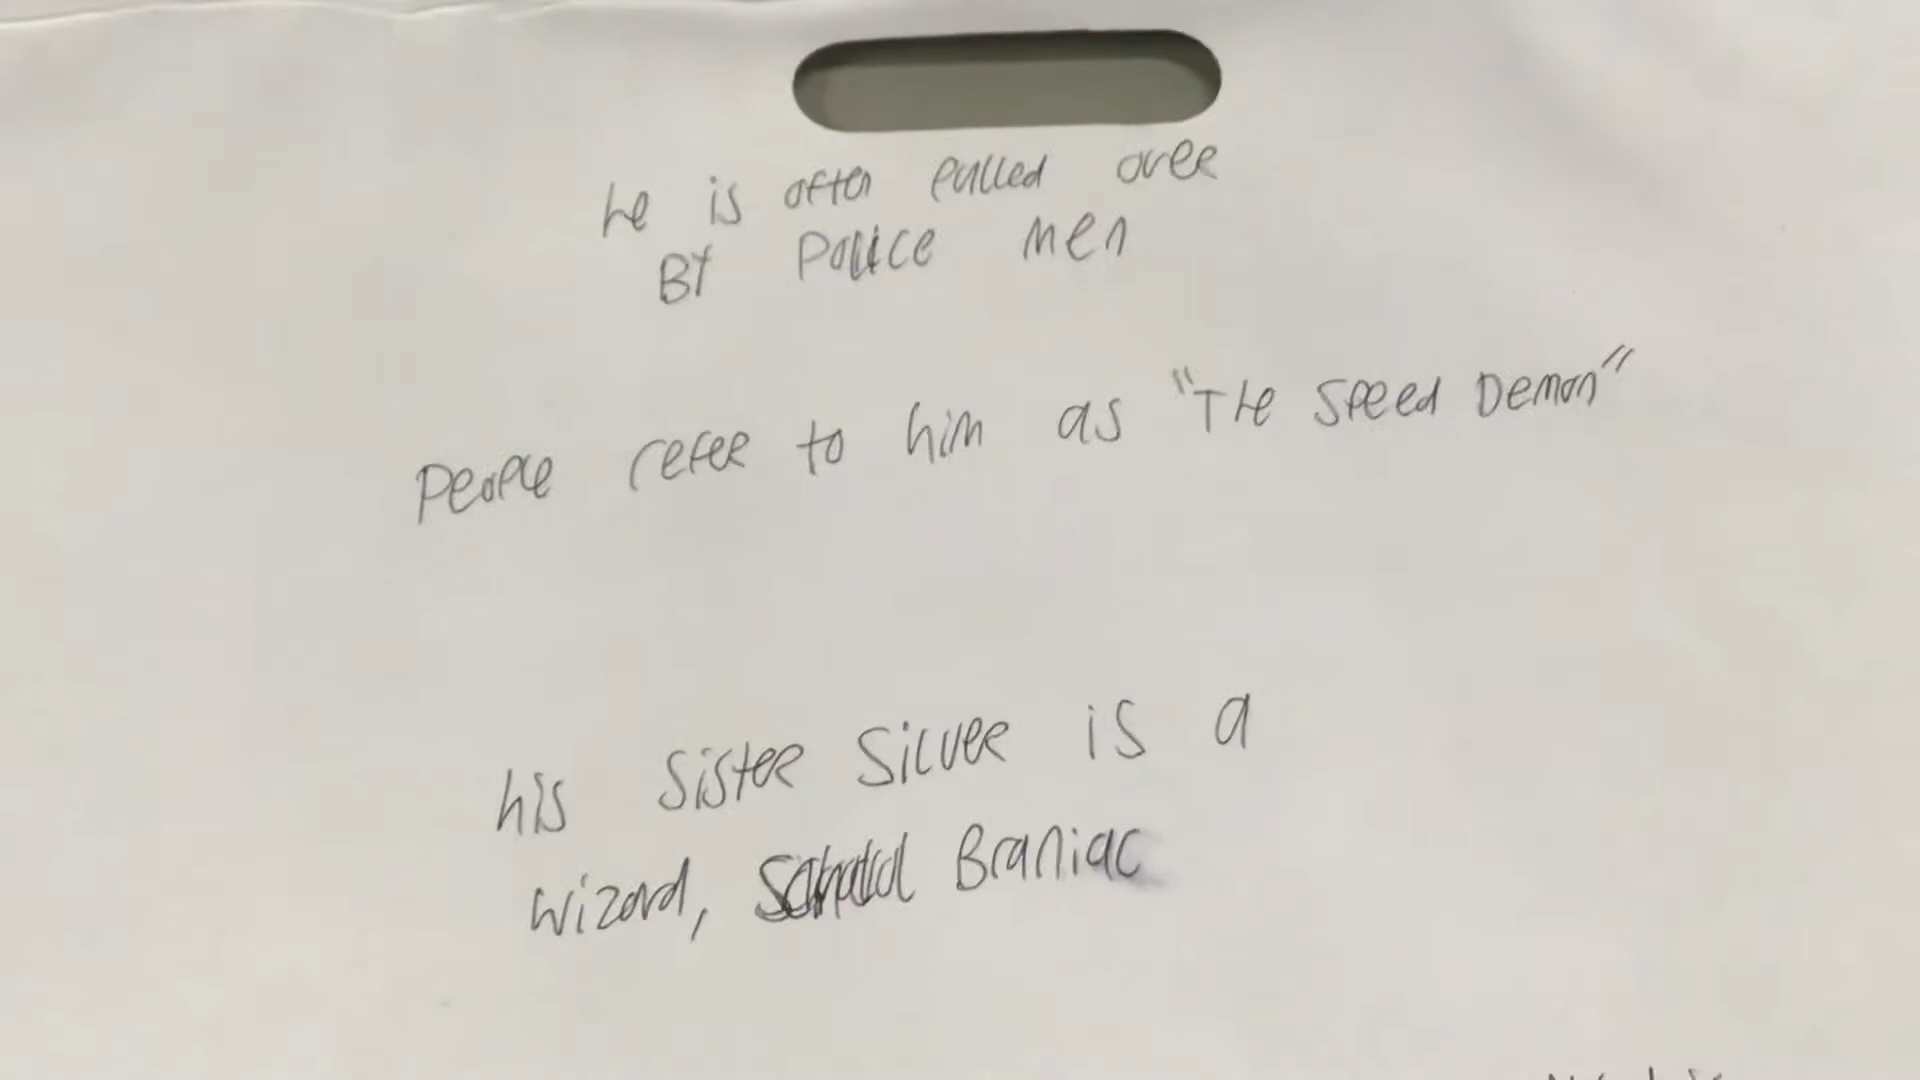 he is often pulled over
BY Police men
People refer to him as "The Speed Demon"
his Sister Silver is a
Wizard, Braniac